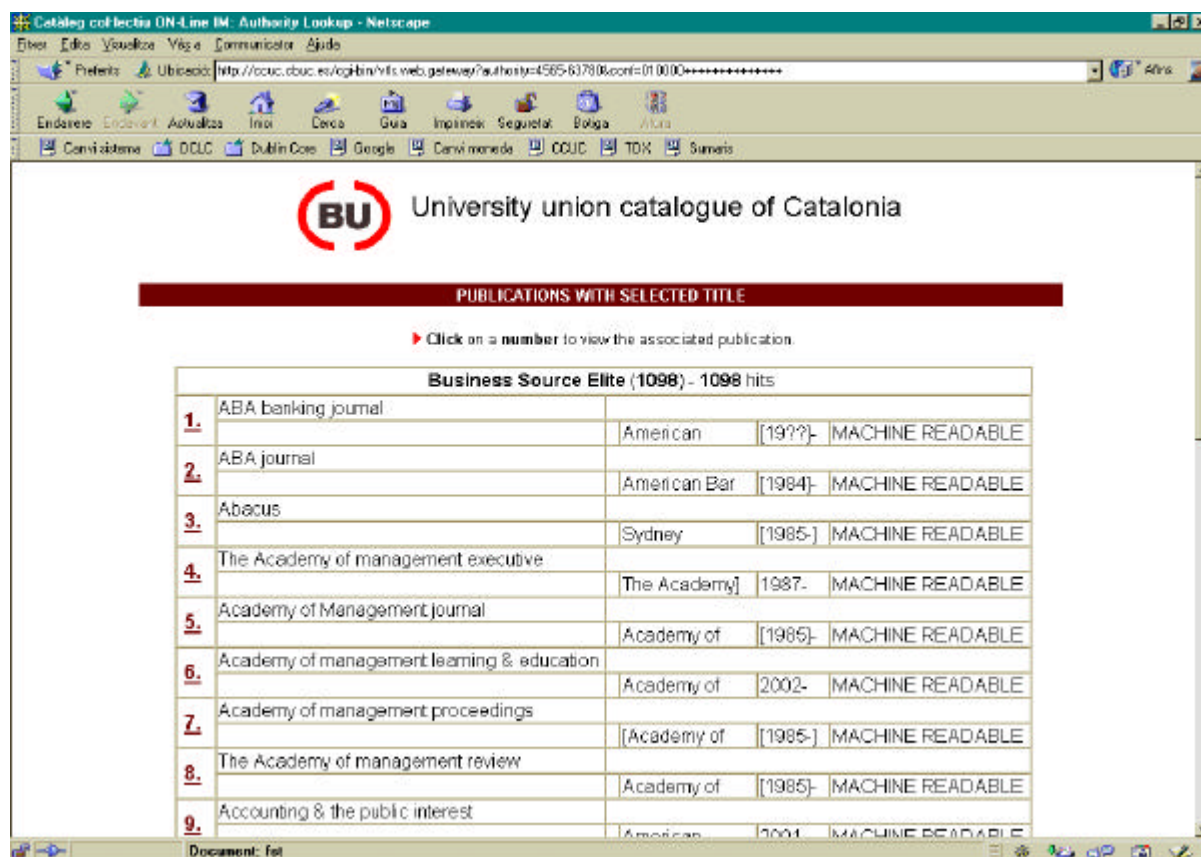 Catàleg col·lectiu ON-Line IM: Authority Lookup - Netscape
Fitxer Edita Visualitza Vés a Communicator Ajuda
Preferits Ubicació: http://ccuc.cbuc.es/cgi-bin/vtls.web.gateway?authority=4565-63780&conf=010000+++++++++++++++ Afins
Endarrere Endavant Actualitza Inici Cerca Guia Imprimeix Seguretat Botiga Atura
Canvi sistema OCLC Dublin Core Google Canvi moneda CCUC TDX Sumaris
BU University union catalogue of Catalonia
PUBLICATIONS WITH SELECTED TITLE
Click on a number to view the associated publication.
Business Source Elite (1098) - 1098 hits
1. ABA banking journal
American [19??]- MACHINE READABLE
2. ABA journal
American Bar [1984]- MACHINE READABLE
3. Abacus
Sydney [1985-] MACHINE READABLE
4. The Academy of management executive
The Academy] 1987- MACHINE READABLE
5. Academy of Management journal
Academy of [1985]- MACHINE READABLE
6. Academy of management learning & education
Academy of 2002- MACHINE READABLE
7. Academy of management proceedings
[Academy of [1985-] MACHINE READABLE
8. The Academy of management review
Academy of [1985]- MACHINE READABLE
9. Accounting & the public interest
American 2001 MACHINE READABLE
Document: fet